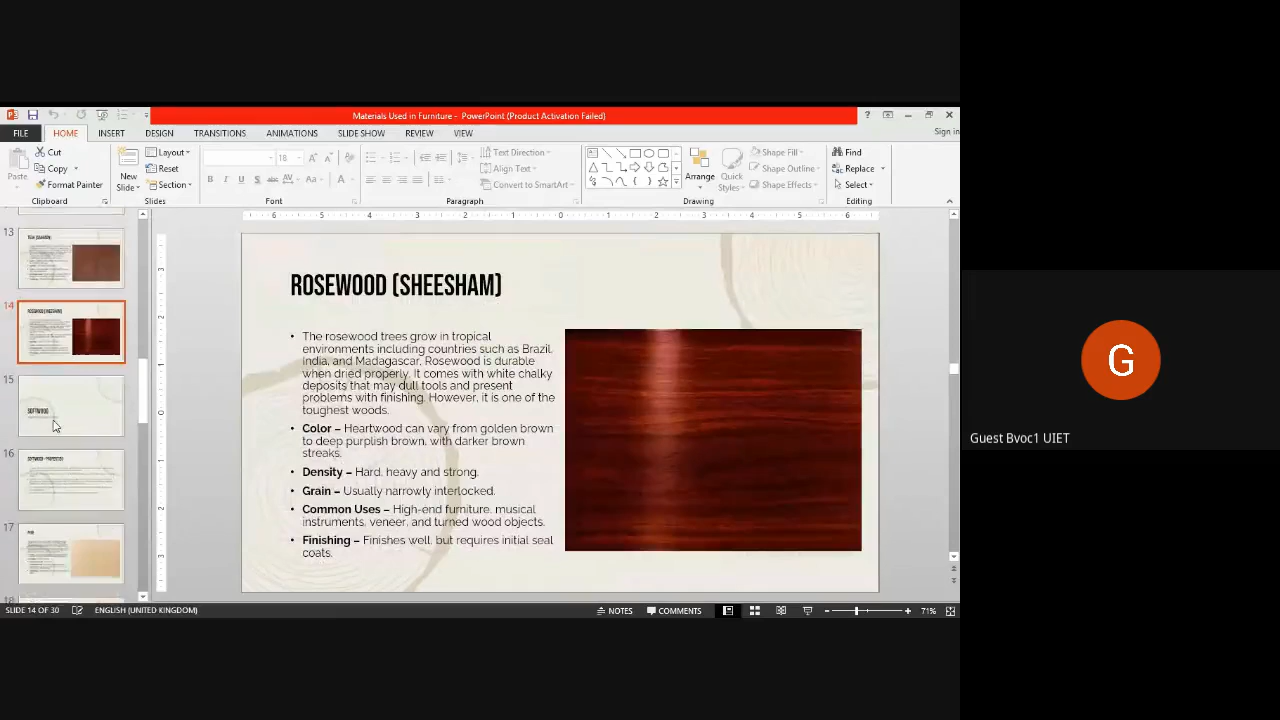 Materials Used in Furniture - PowerPoint (Product Activation Failed)
Sign in
FILE HOME INSERT DESIGN TRANSITIONS ANIMATIONS SLIDE SHOW REVIEW VIEW
Paste
Cut
Copy
Format Painter
Clipboard
New
Slide
Layout
Reset
Section
Slides
18
Font
Text Direction
Align Text
Convert to SmartArt
Paragraph
Arrange
Quick
Styles
Shape Fill
Shape Outline
Shape Effects
Drawing
Find
Replace
Select
Editing
13
14
15
SOFTWOOD
16
17
18
ROSEWOOD (SHEESHAM)
• The rosewood trees grow in tropical
environments including countries such as Brazil,
India, and Madagascar. Rosewood is durable
when dried properly. It comes with white chalky
deposits that may dull tools and present
problems with finishing. However, it is one of the
toughest woods.
• Color – Heartwood can vary from golden brown
to deep purplish brown, with darker brown
streaks.
• Density – Hard, heavy and strong.
• Grain – Usually narrowly interlocked.
• Common Uses – High-end furniture, musical
instruments, veneer, and turned wood objects.
• Finishing – Finishes well, but requires initial seal
coats.
SLIDE 14 OF 30
ENGLISH (UNITED KINGDOM)
NOTES
COMMENTS
71%
G
Guest Bvoc1 UIET